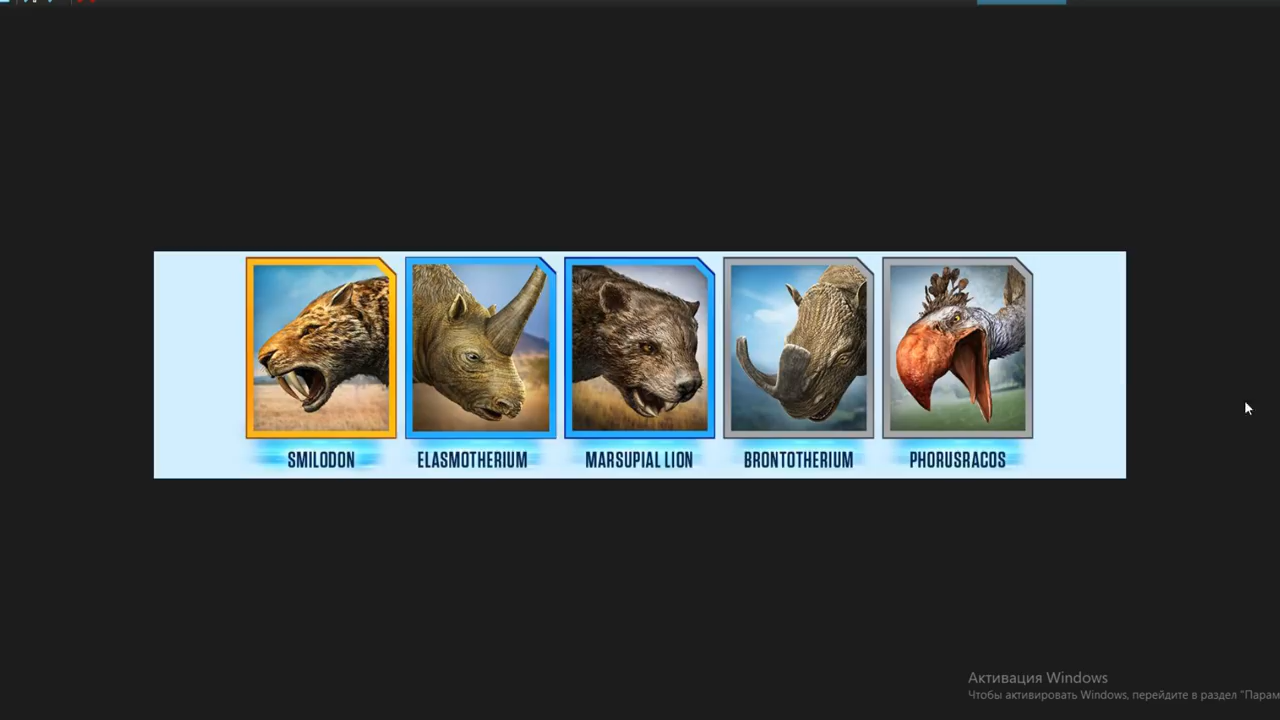 SMILODON
ELASMOTHERIUM
MARSUPIAL LION
BRONTOTHERIUM
PHORUSRACOS
Активация Windows
Чтобы активировать Windows, перейдите в раздел "Парам